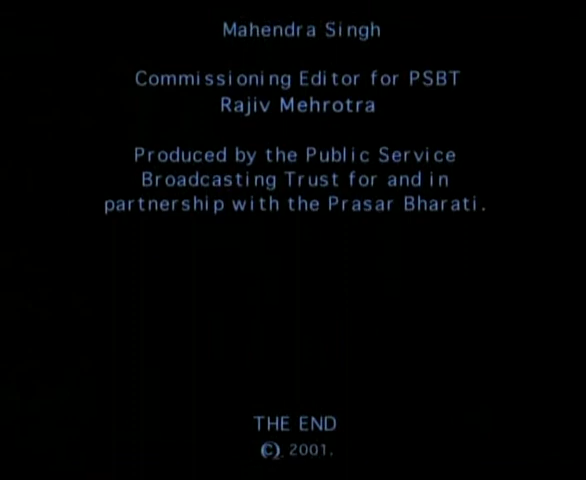 Mahendra Singh
Commissioning Editor for PSBT
Rajiv Mehrotra
Produced by the Public Service
Broadcasting Trust for and in
partnership with the Prasar Bharati.
THE END
©. 2001.